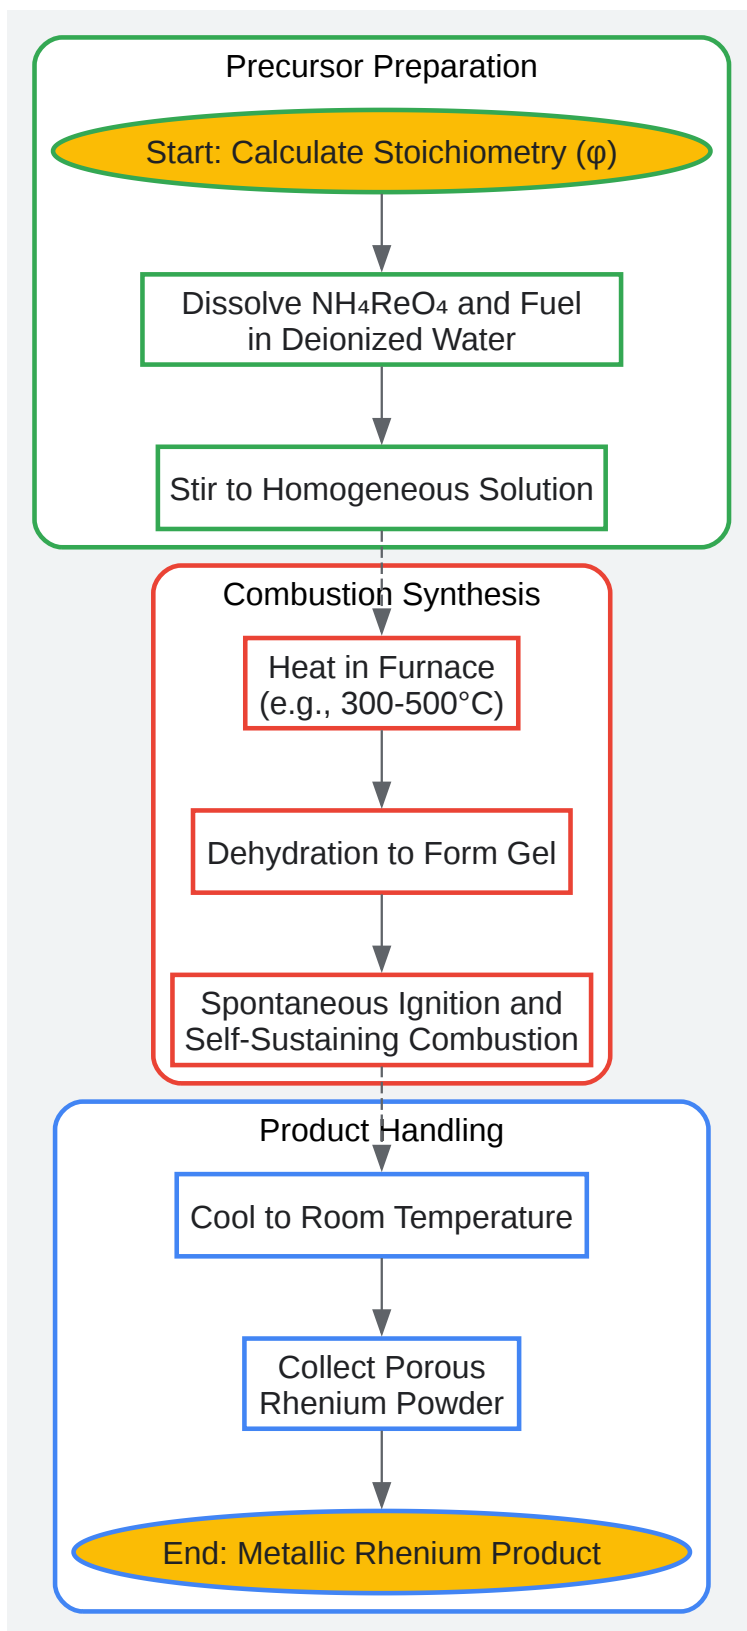 Precursor Preparation
Start: Calculate Stoichiometry (φ)
Dissolve NH₄ReO₄ and Fuel
in Deionized Water
Stir to Homogeneous Solution
Combustion Synthesis
Heat in Furnace
(e.g., 300-500°C)
Dehydration to Form Gel
Spontaneous Ignition and
Self-Sustaining Combustion
Product Handling
Cool to Room Temperature
Collect Porous
Rhenium Powder
End: Metallic Rhenium Product